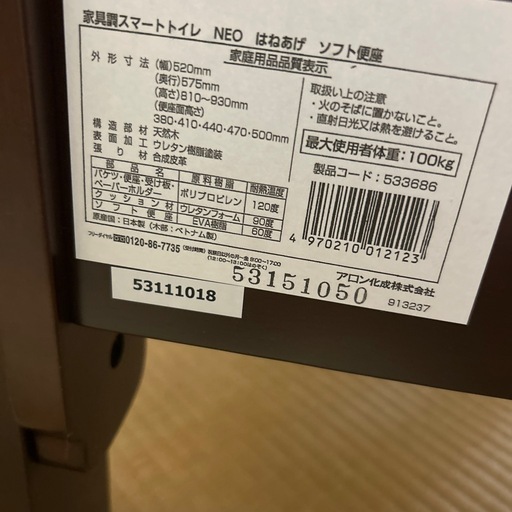 家具調スマートトイレ NEO はねあげ ソフト便座
家庭用品品質表示
外形寸法 (幅)520mm
(奥行)575mm
(高さ)810～930mm
(便座面高さ)
380・410・440・470・500mm
構造部材 天然木
表面加工 ウレタン樹脂塗装
張り材 合成皮革
部品名 原料樹脂 耐熱温度
バケツ・便座・受け板・ペーパーホルダー ポリプロピレン 120度
クッション材 ウレタンフォーム 90度
ソフト便座 EVA樹脂 60度
原産国:日本製(木部:ベトナム製)
フリーダイヤル 0120-86-7735
取扱い上の注意
・火のそばに置かないこと。
・直射日光又は熱を避けること。
最大使用者体重:100kg
製品コード:533686
4 970210 012123
アロン化成株式会社
913237
53151050
53111018